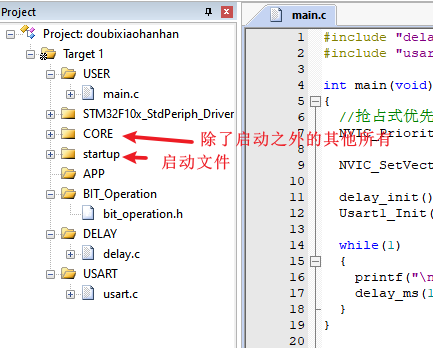 Project
main.c
Project: doubixiaohanhan
Target 1
USER
main.c
STM32F10x_StdPeriph_Driver
CORE
startup
APP
BIT_Operation
bit_operation.h
DELAY
delay.c
USART
usart.c
除了启动之外的其他所有
启动文件
1 #include "dela
2 #include "usar
3
4 int main(void)
5 {
6 //抢占式优先
7 NVIC_Priorit
8
9 NVIC_SetVect
10
11 delay_init()
12 Usart1_Init(
13
14 while(1)
15 {
16 printf("\n
17 delay_ms(1
18 }
19 }
20